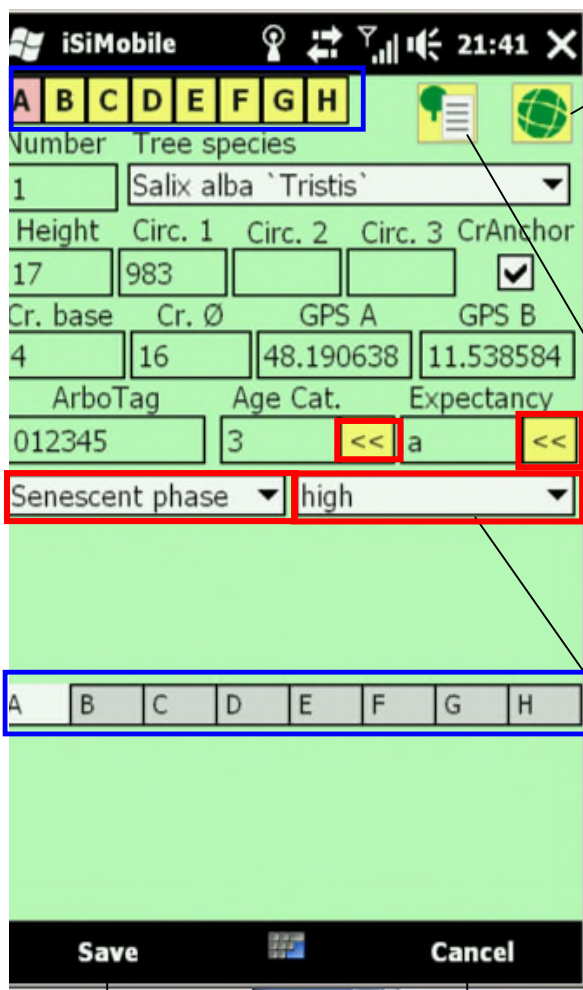 iSiMobile 21:41
A B C D E F G H
Number Tree species
1 Salix alba `Tristis`
Height Circ. 1 Circ. 2 Circ. 3 CrAnchor
17 983
Cr. base Cr. Ø GPS A GPS B
4 16 48.190638 11.538584
ArboTag Age Cat. Expectancy
012345 3 << a <<
Senescent phase high
A B C D E F G H
Save Cancel